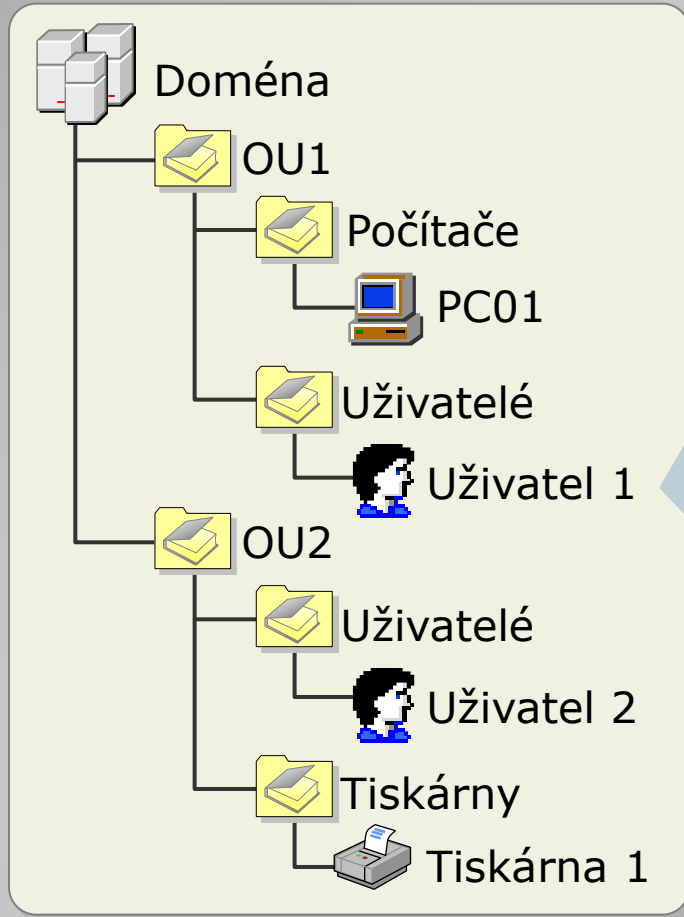 Doména
OU1
Počítače
PC01
Uživatelé
Uživatel 1
OU2
Uživatelé
Uživatel 2
Tiskárny
Tiskárna 1